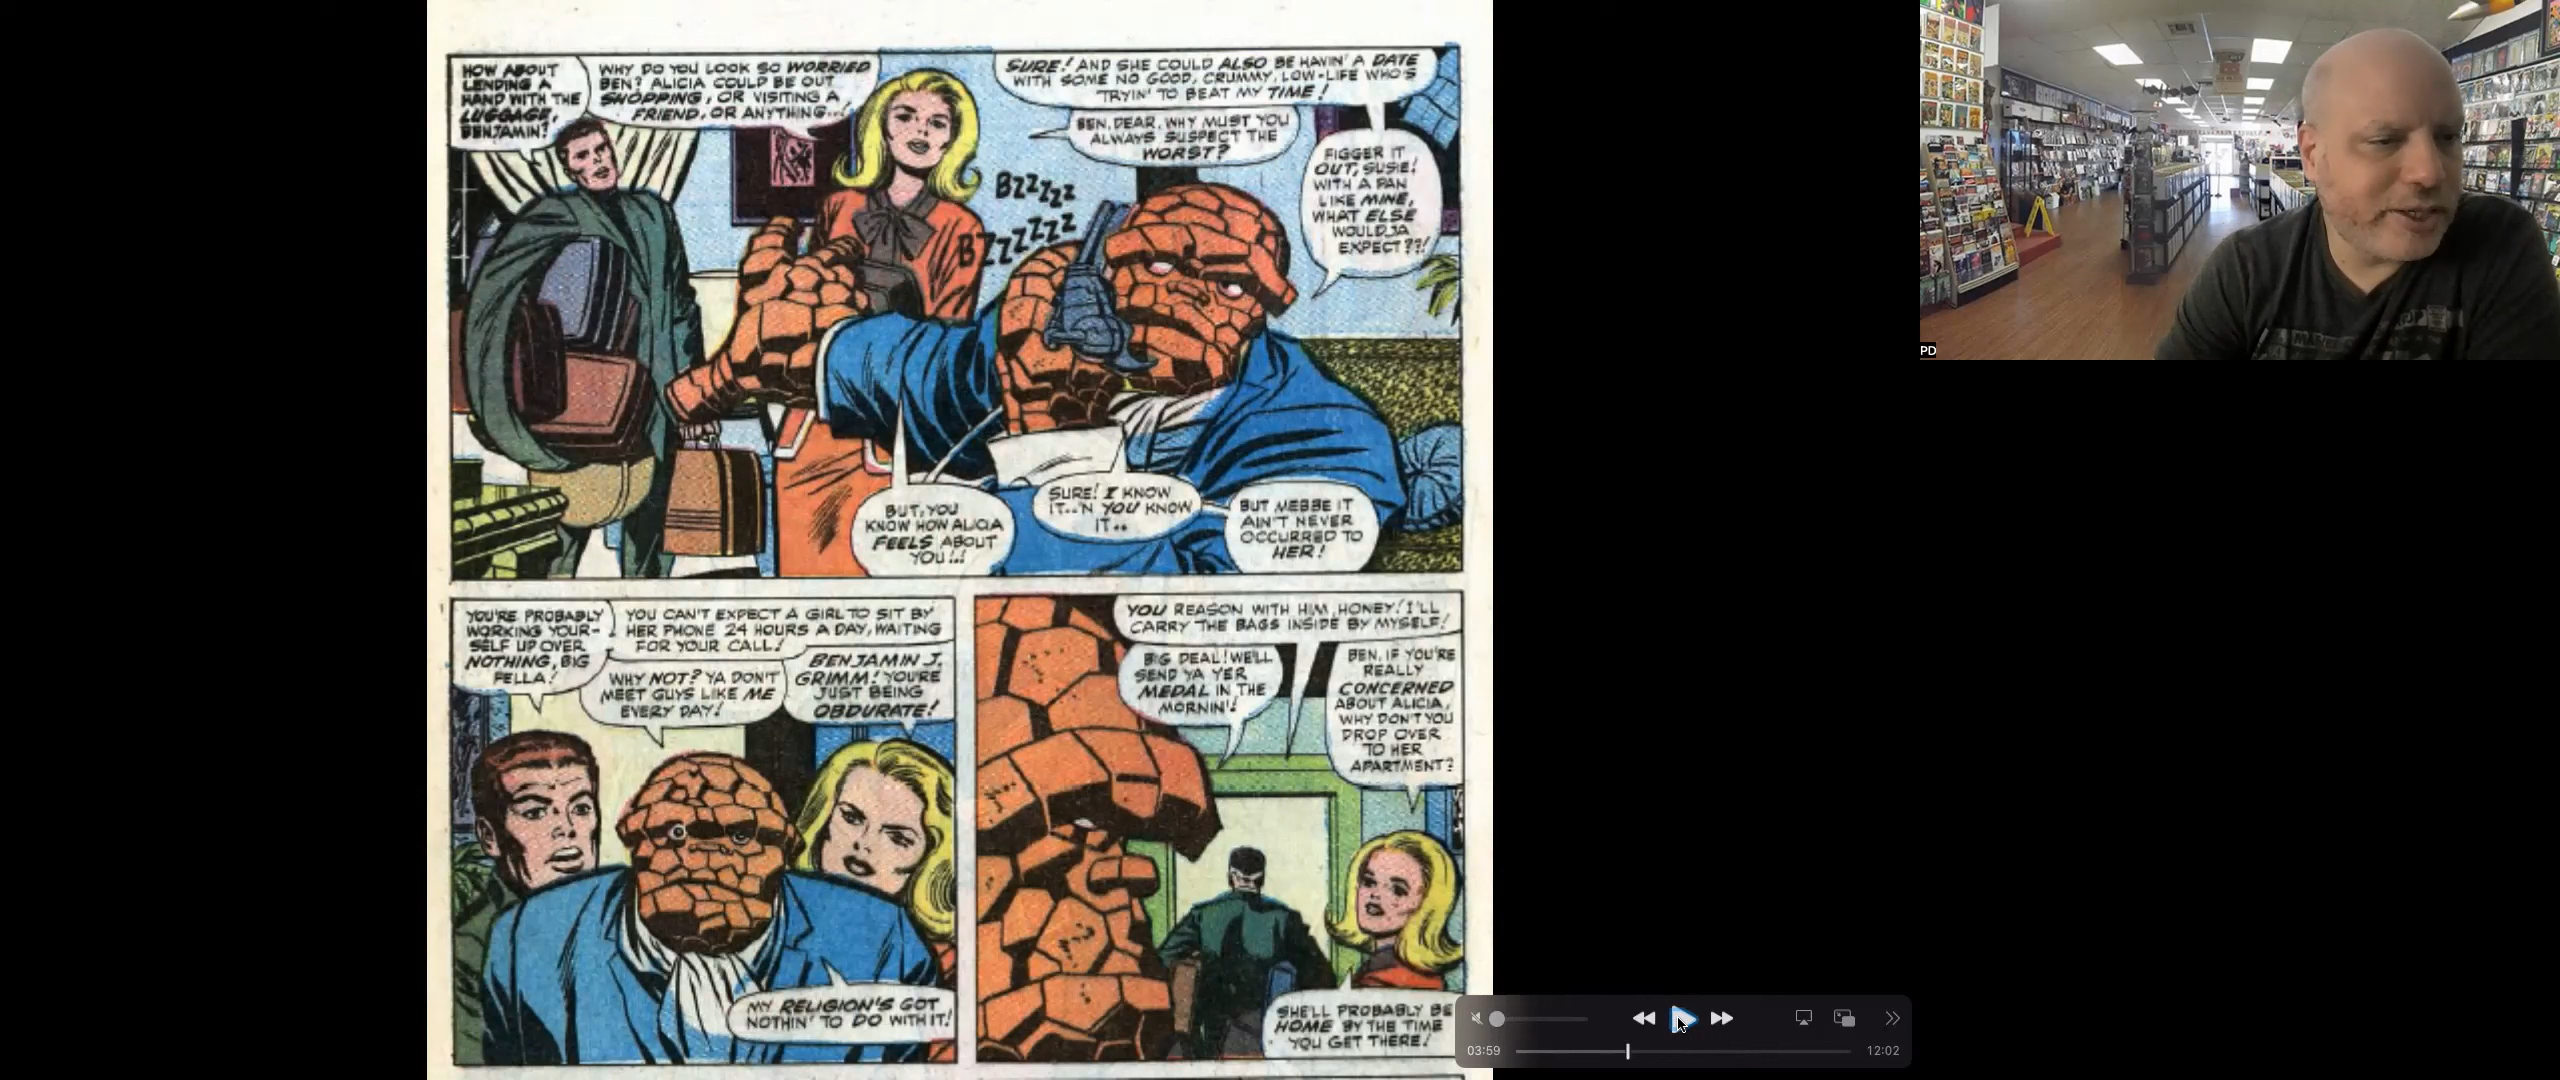 HOW ABOUT
LENDING A
HAND WITH THE
LUGGAGE,
BENJAMIN?
WHY DO YOU LOOK SO WORRIED
BEN? ALICIA COULD BE OUT
SHOPPING, OR VISITING A
FRIEND, OR ANYTHING...
SURE! AND SHE COULD ALSO BE HAVIN' A DATE
WITH SOME NO GOOD, CRUMMY, LOW-LIFE WHO'S
TRYIN' TO BEAT MY TIME!
BEN, DEAR, WHY MUST YOU
ALWAYS SUSPECT THE
WORST?
FIGGER IT
OUT, SUSIE!
WITH A PAN
LIKE MINE,
WHAT ELSE
WOULDJA
EXPECT??!
BZZZZZ
BZZZZZZ
BUT, YOU
KNOW HOW ALICIA
FEELS ABOUT
YOU!..!
SURE! I KNOW
IT..'N YOU KNOW
IT..
BUT MEBBE IT
AIN'T NEVER
OCCURRED TO
HER!
YOU'RE PROBABLY
WORKING YOUR-
SELF UP OVER
NOTHING, BIG
FELLA!
YOU CAN'T EXPECT A GIRL TO SIT BY
HER PHONE 24 HOURS A DAY, WAITING
FOR YOUR CALL!
WHY NOT? YA DON'T
MEET GUYS LIKE ME
EVERY DAY!
BENJAMIN J.
GRIMM! YOU'RE
JUST BEING
OBDURATE!
MY RELIGION'S GOT
NOTHIN' TO DO WITH IT!
YOU REASON WITH HIM, HONEY! I'LL
CARRY THE BAGS INSIDE BY MYSELF!
BIG DEAL! WE'LL
SEND YA YER
MEDAL IN THE
MORNIN'!
BEN, IF YOU'RE
REALLY
CONCERNED
ABOUT ALICIA,
WHY DON'T YOU
DROP OVER
TO HER
APARTMENT?
SHE'LL PROBABLY BE
HOME BY THE TIME
YOU GET THERE!
PD
03:59
12:02